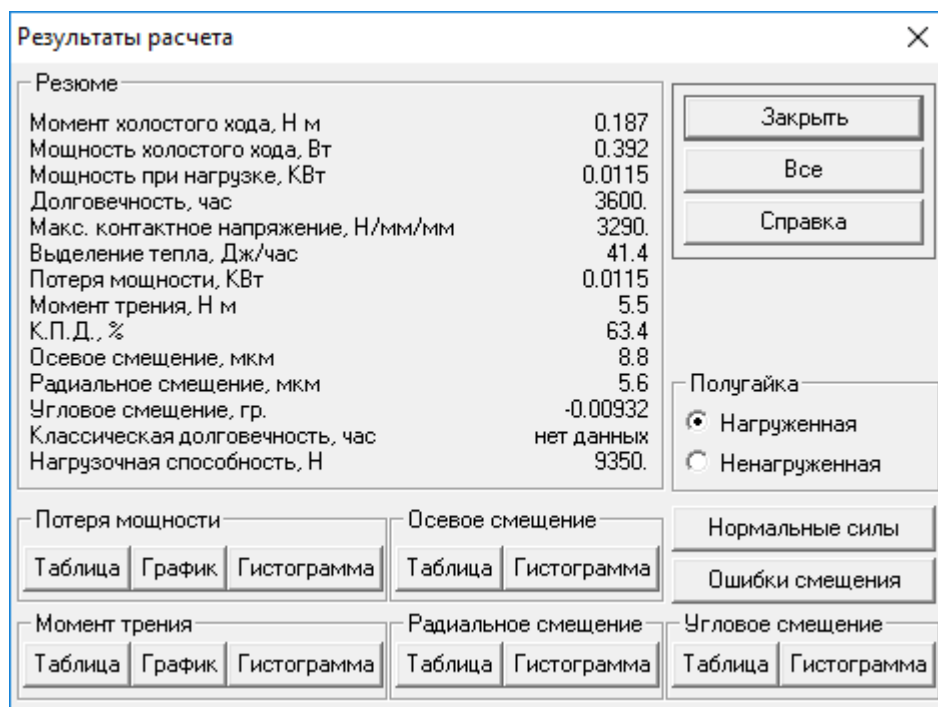 Результаты расчета
Резюме
Момент холостого хода, Н м 0.187
Мощность холостого хода, Вт 0.392
Мощность при нагрузке, КВт 0.0115
Долговечность, час 3600.
Макс. контактное напряжение, Н/мм/мм 3290.
Выделение тепла, Дж/час 41.4
Потеря мощности, КВт 0.0115
Момент трения, Н м 5.5
К.П.Д., % 63.4
Осевое смещение, мкм 8.8
Радиальное смещение, мкм 5.6
Угловое смещение, гр. -0.00932
Классическая долговечность, час нет данных
Нагрузочная способность, Н 9350.
Закрыть
Все
Справка
Полугайка
Нагруженная
Ненагруженная
Потеря мощности Осевое смещение
Таблица График Гистограмма Таблица Гистограмма
Нормальные силы
Ошибки смещения
Момент трения Радиальное смещение Угловое смещение
Таблица График Гистограмма Таблица Гистограмма Таблица Гистограмма